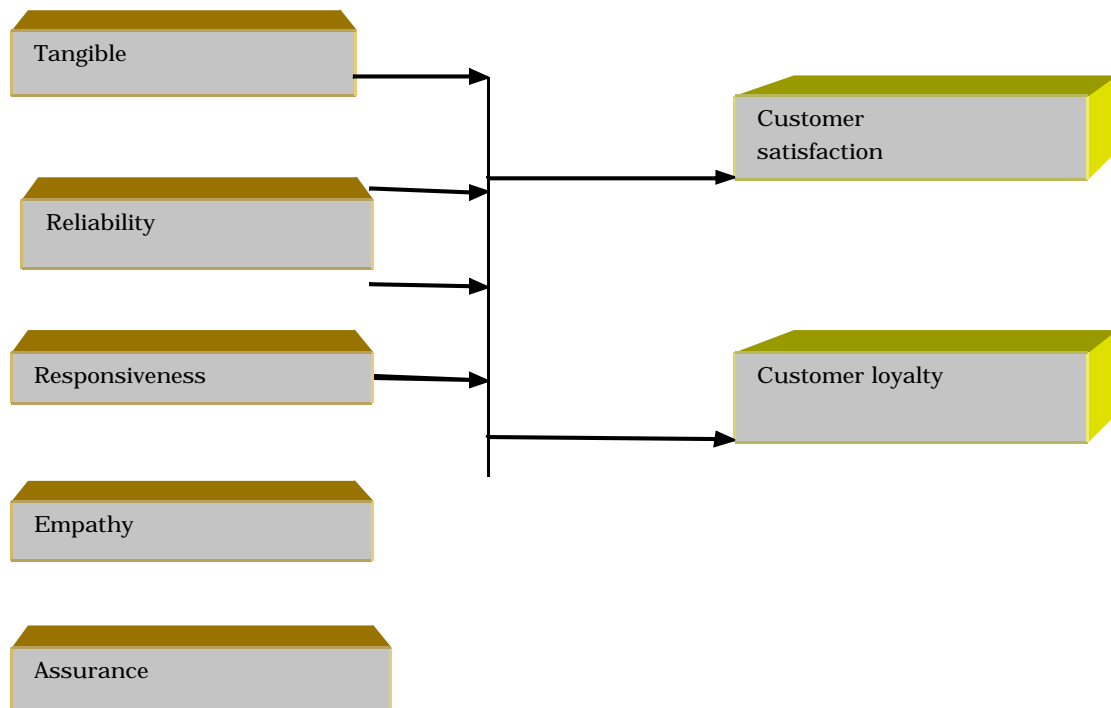 Tangible
Customer
satisfaction
Reliability
Responsiveness
Customer loyalty
Empathy
Assurance